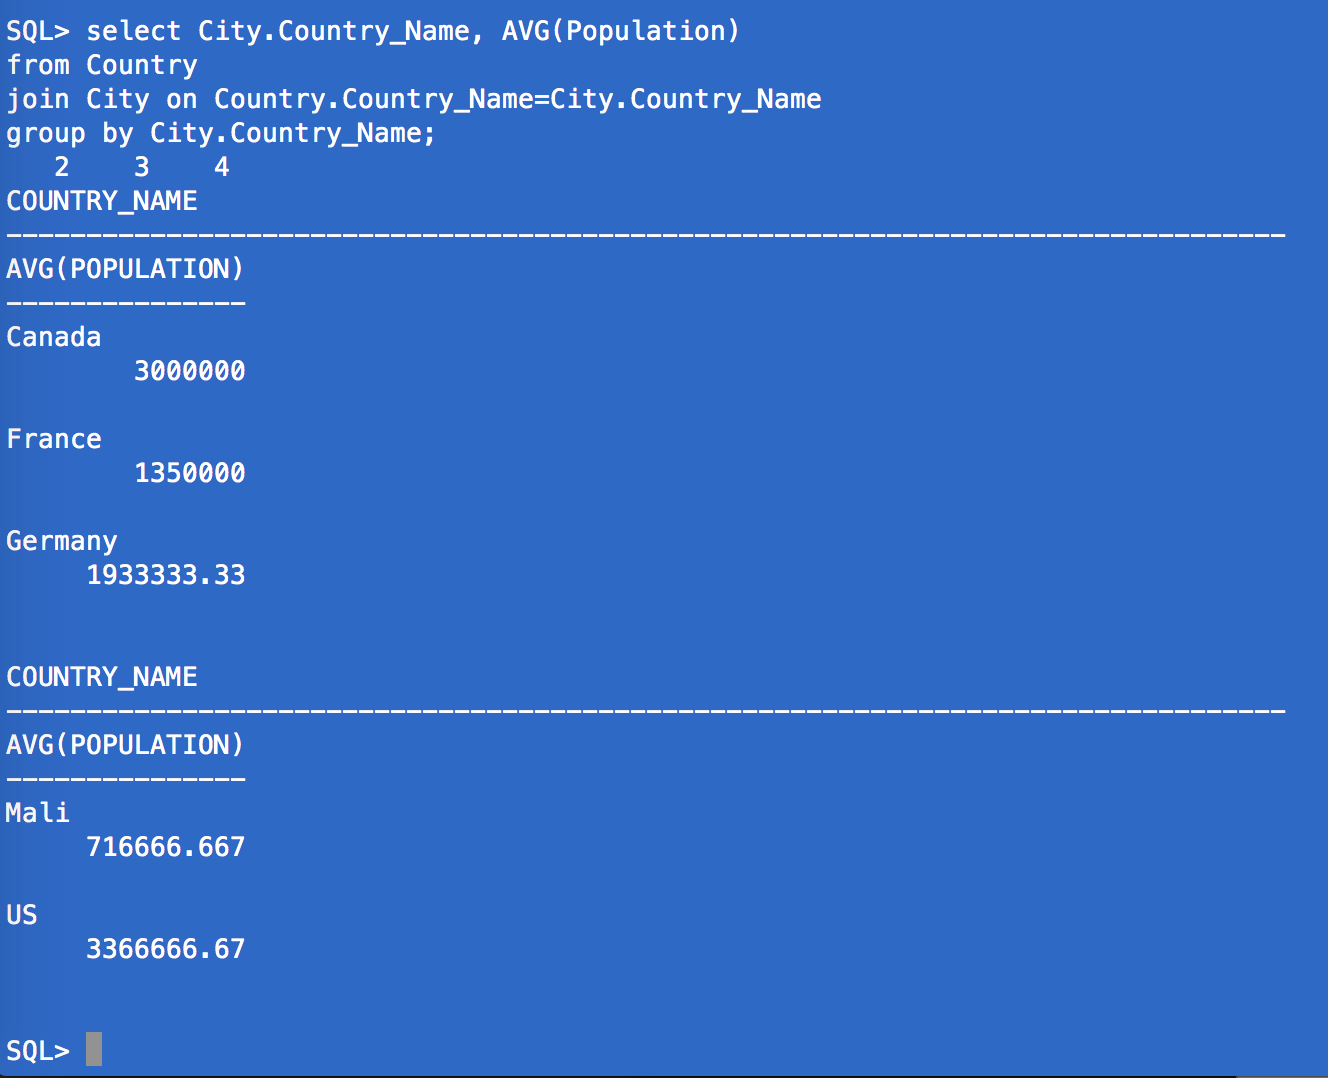 SQL> select City.Country_Name, AVG(Population)
from Country
join City on Country.Country_Name=City.Country_Name
group by City.Country_Name;
   2    3    4
COUNTRY_NAME
--------------------------------------------------------------------------------
AVG(POPULATION)
---------------
Canada
        3000000
France
        1350000
Germany
     1933333.33
COUNTRY_NAME
--------------------------------------------------------------------------------
AVG(POPULATION)
---------------
Mali
     716666.667
US
     3366666.67
SQL>